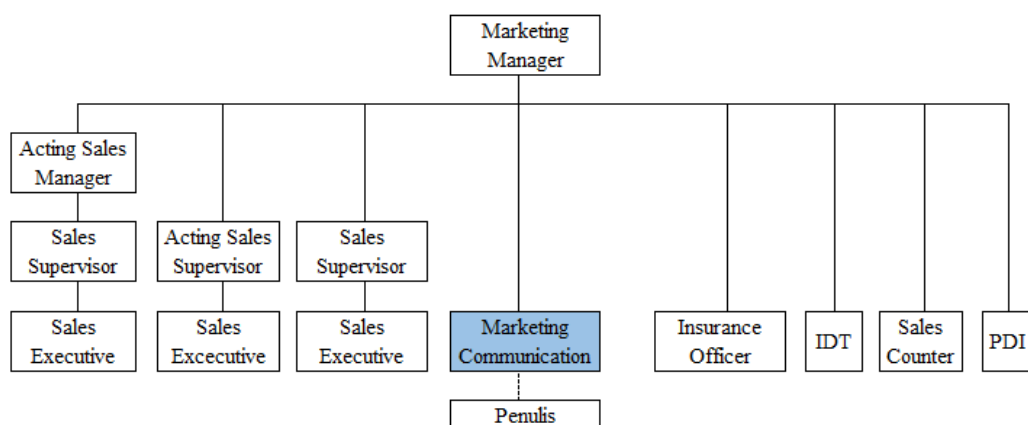 Marketing
Manager
Acting Sales
Manager
Sales
Supervisor
Acting Sales
Supervisor
Sales
Supervisor
Sales
Executive
Sales
Excecutive
Sales
Executive
Marketing
Communication
Insurance
Officer
IDT
Sales
Counter
PDI
Penulis